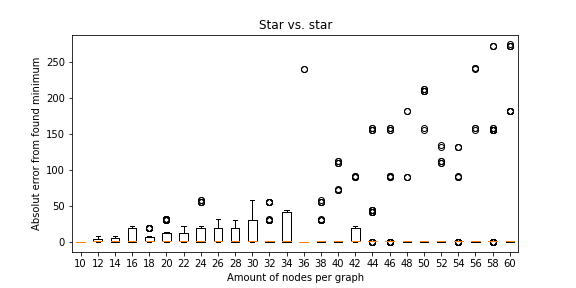 Star vs. star
Absolut error from found minimum
250
200
150
100
50
0
10 12 14 16 18 20 22 24 26 28 30 32 34 36 38 40 42 44 46 48 50 52 54 56 58 60
Amount of nodes per graph